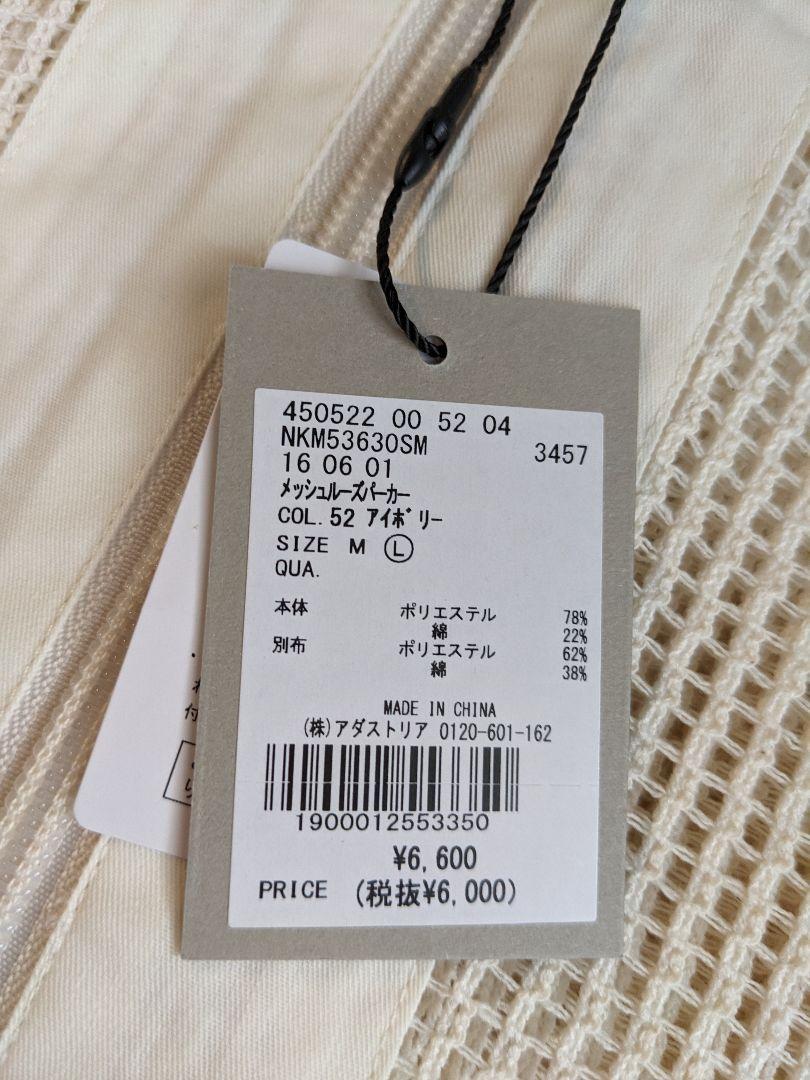 450522 00 52 04
NKM53630SM 3457
16 06 01
メッシュルーズパーカー
COL. 52 アイボリー
SIZE M Ⓛ
QUA.
本体 ポリエステル 78%
綿 22%
別布 ポリエステル 62%
綿 38%
MADE IN CHINA
(株)アダストリア 0120-601-162
1900012553350
¥6,600
PRICE (税抜¥6,000)
付